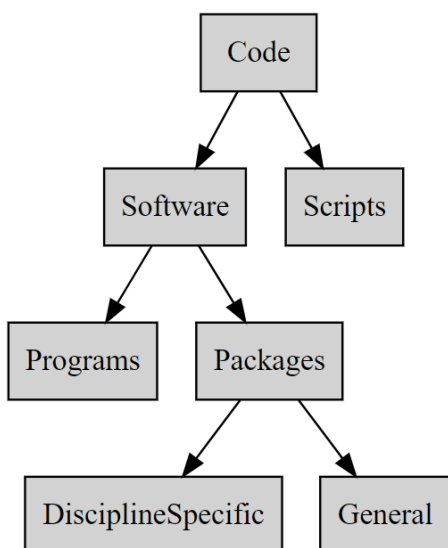 Code
Software
Scripts
Programs
Packages
DisciplineSpecific
General